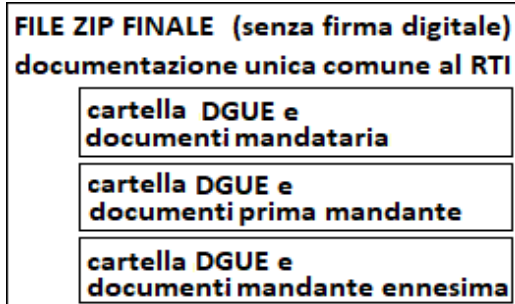 FILE ZIP FINALE (senza firma digitale)
documentazione unica comune al RTI
cartella DGUE e
documenti mandataria
cartella DGUE e
documenti prima mandante
cartella DGUE e
documenti mandante ennesima